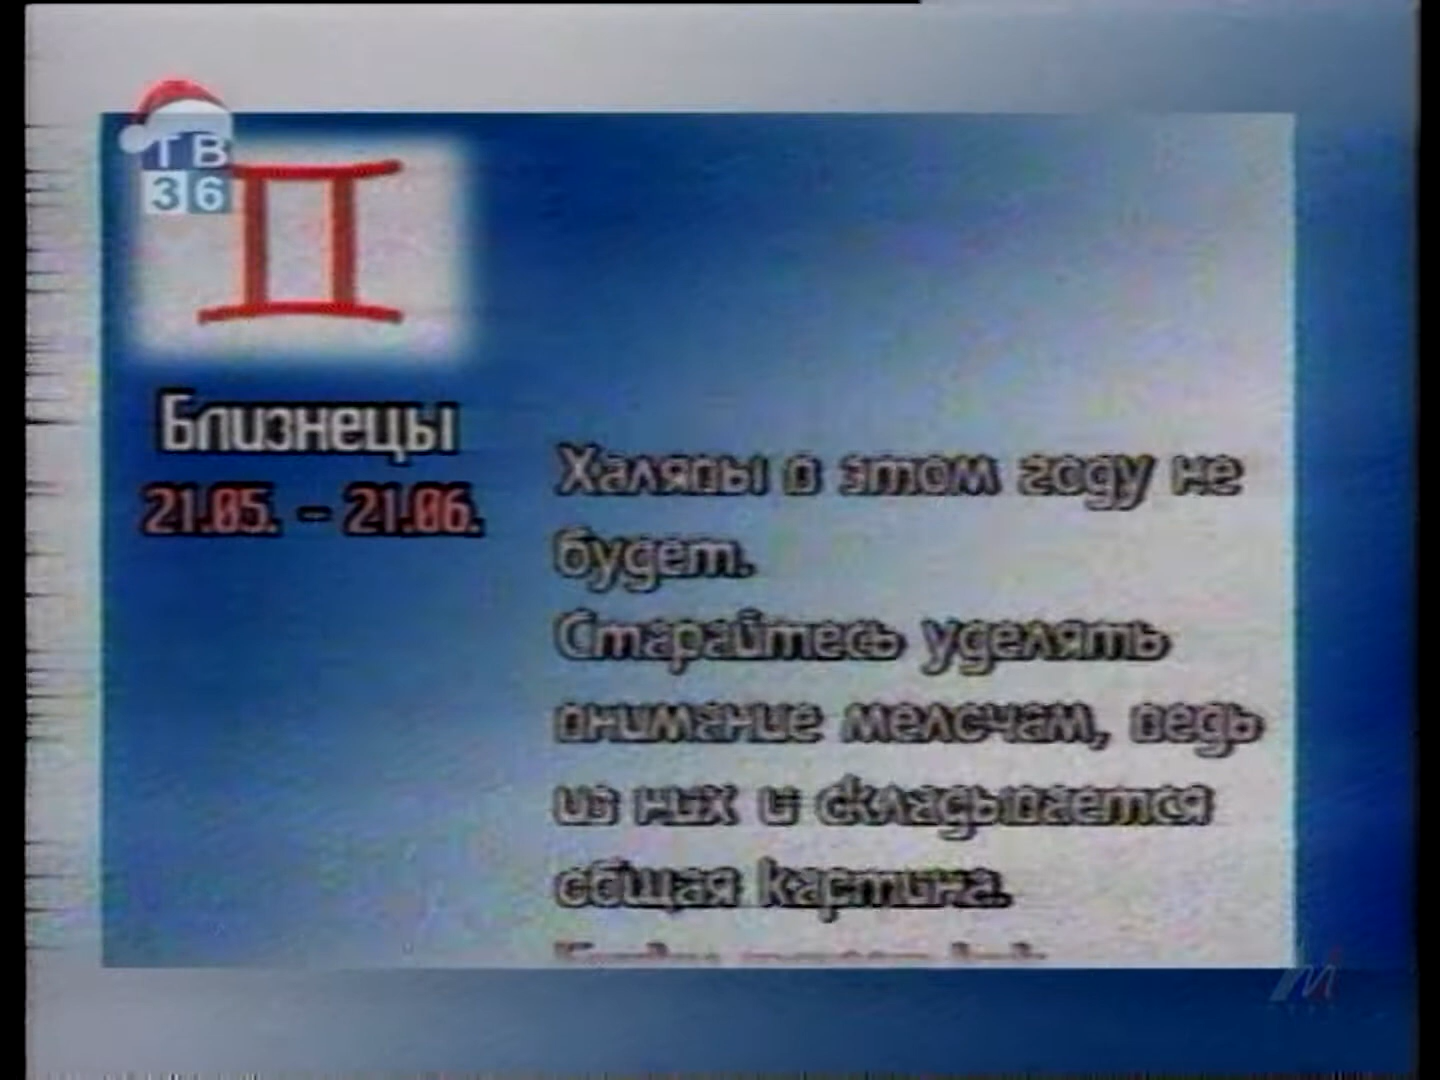 ТВ
36
Близнецы
21.05. - 21.06.
Халявы в этом году не
будет.
Старайтесь уделять
внимание мелочам, ведь
из них и складывается
общая картина.